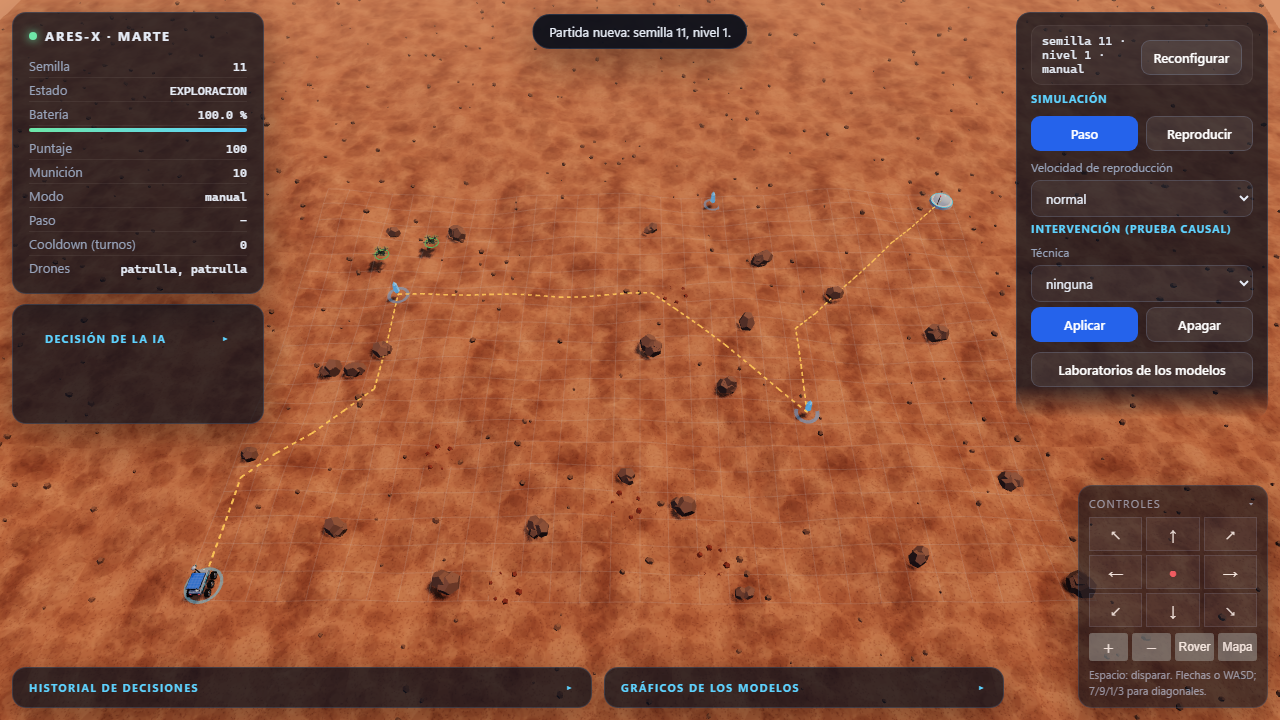 ARES-X · MARTE
Semilla 11
Estado EXPLORACION
Batería 100.0 %
Puntaje 100
Munición 10
Modo manual
Paso –
Cooldown (turnos) 0
Drones patrulla, patrulla
DECISIÓN DE LA IA
Partida nueva: semilla 11, nivel 1.
semilla 11 ·
nivel 1 ·
manual
Reconfigurar
SIMULACIÓN
Paso Reproducir
Velocidad de reproducción
normal
INTERVENCIÓN (PRUEBA CAUSAL)
Técnica
ninguna
Aplicar Apagar
Laboratorios de los modelos
CONTROLES
↖ ↑ ↗
← ● →
↙ ↓ ↘
+ − Rover Mapa
Espacio: disparar. Flechas o WASD;
7/9/1/3 para diagonales.
HISTORIAL DE DECISIONES
GRÁFICOS DE LOS MODELOS